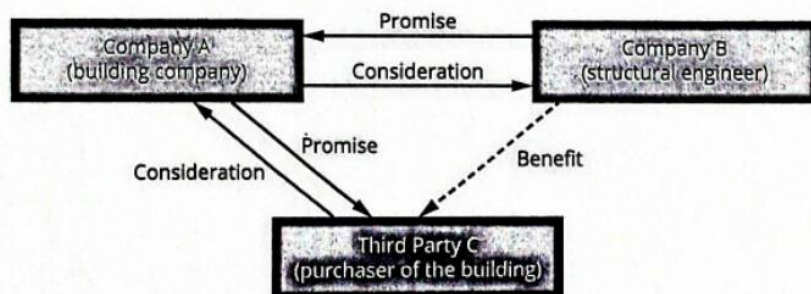 Promise
Company A
(building company)
Company B
(structural engineer)
Consideration
Promise
Consideration
Benefit
Third Party C
(purchaser of the building)